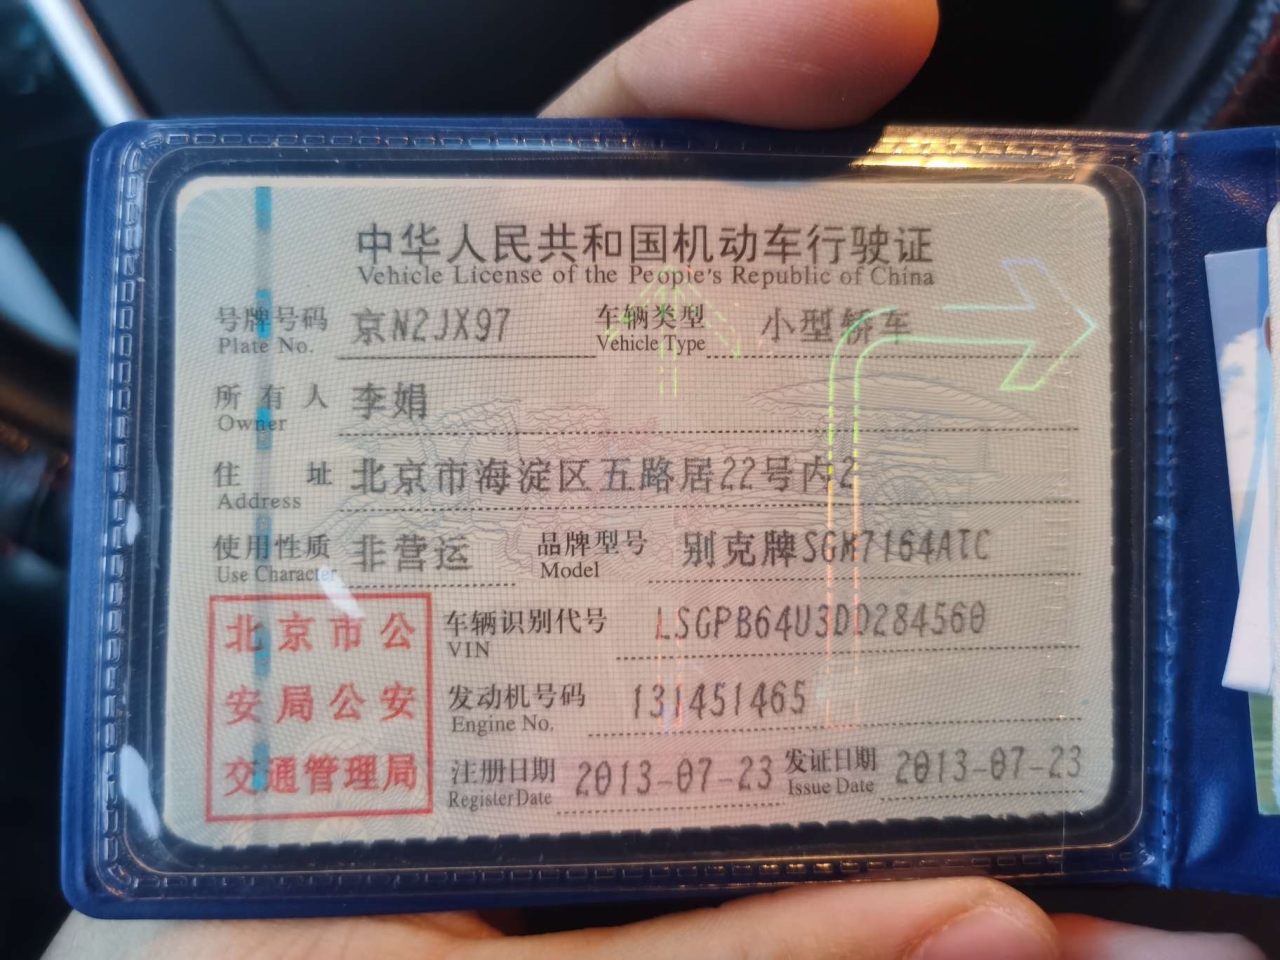 中华人民共和国机动车行驶证
Vehicle License of the People's Republic of China
号牌号码 京N2JX97 车辆类型 小型轿车
Plate No. Vehicle Type
所有人 李娟
Owner
住址 北京市海淀区五路居22号内2
Address
使用性质 非营运 品牌型号 别克牌SGM7164ATC
Use Character Model
北京市公安局公安交通管理局
车辆识别代号 LSGPB64U3DD284560
VIN
发动机号码 131451465
Engine No.
注册日期 2013-07-23 发证日期 2013-07-23
Register Date Issue Date